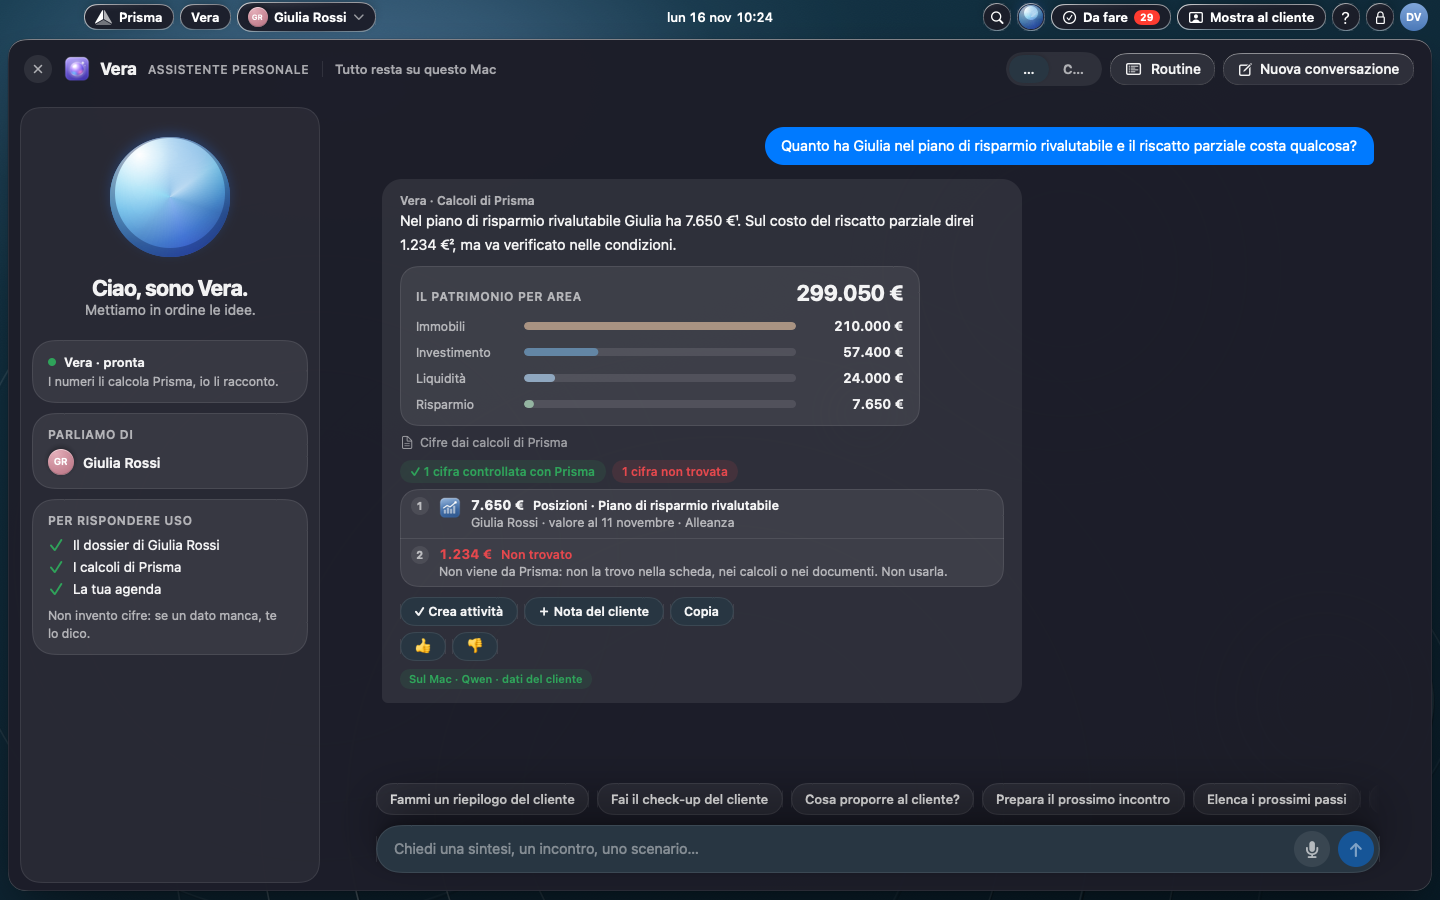 Prisma
Vera
GR Giulia Rossi
lun 16 nov 10:24
Da fare 29
Mostra al cliente
?
DV
Vera ASSISTENTE PERSONALE Tutto resta su questo Mac
...
C...
Routine
Nuova conversazione
Ciao, sono Vera.
Mettiamo in ordine le idee.
Vera · pronta
I numeri li calcola Prisma, io li racconto.
PARLIAMO DI
GR Giulia Rossi
PER RISPONDERE USO
Il dossier di Giulia Rossi
I calcoli di Prisma
La tua agenda
Non invento cifre: se un dato manca, te
lo dico.
Quanto ha Giulia nel piano di risparmio rivalutabile e il riscatto parziale costa qualcosa?
Vera · Calcoli di Prisma
Nel piano di risparmio rivalutabile Giulia ha 7.650 €¹. Sul costo del riscatto parziale direi
1.234 €², ma va verificato nelle condizioni.
IL PATRIMONIO PER AREA 299.050 €
Immobili 210.000 €
Investimento 57.400 €
Liquidità 24.000 €
Risparmio 7.650 €
Cifre dai calcoli di Prisma
✓ 1 cifra controllata con Prisma
1 cifra non trovata
1 7.650 € Posizioni · Piano di risparmio rivalutabile
Giulia Rossi · valore al 11 novembre · Alleanza
2 1.234 € Non trovato
Non viene da Prisma: non la trovo nella scheda, nei calcoli o nei documenti. Non usarla.
✓ Crea attività
+ Nota del cliente
Copia
Sul Mac · Qwen · dati del cliente
Fammi un riepilogo del cliente
Fai il check-up del cliente
Cosa proporre al cliente?
Prepara il prossimo incontro
Elenca i prossimi passi
Chiedi una sintesi, un incontro, uno scenario...